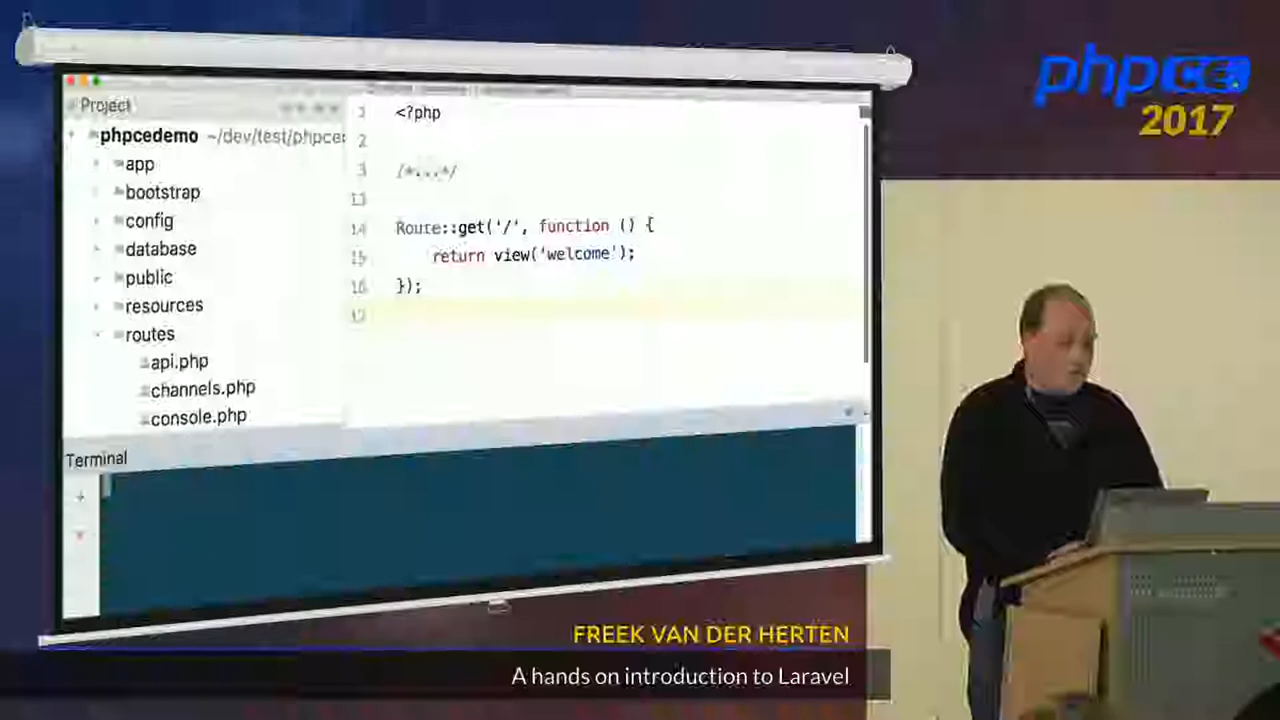 phpce
2017
Project
phpcedemo ~/dev/test/phpce
app
bootstrap
config
database
public
resources
routes
api.php
channels.php
console.php
1 <?php
2
3 /*...*/
13
14 Route::get('/', function () {
15 return view('welcome');
16 });
17
Terminal
FREEK VAN DER HERTEN
A hands on introduction to Laravel